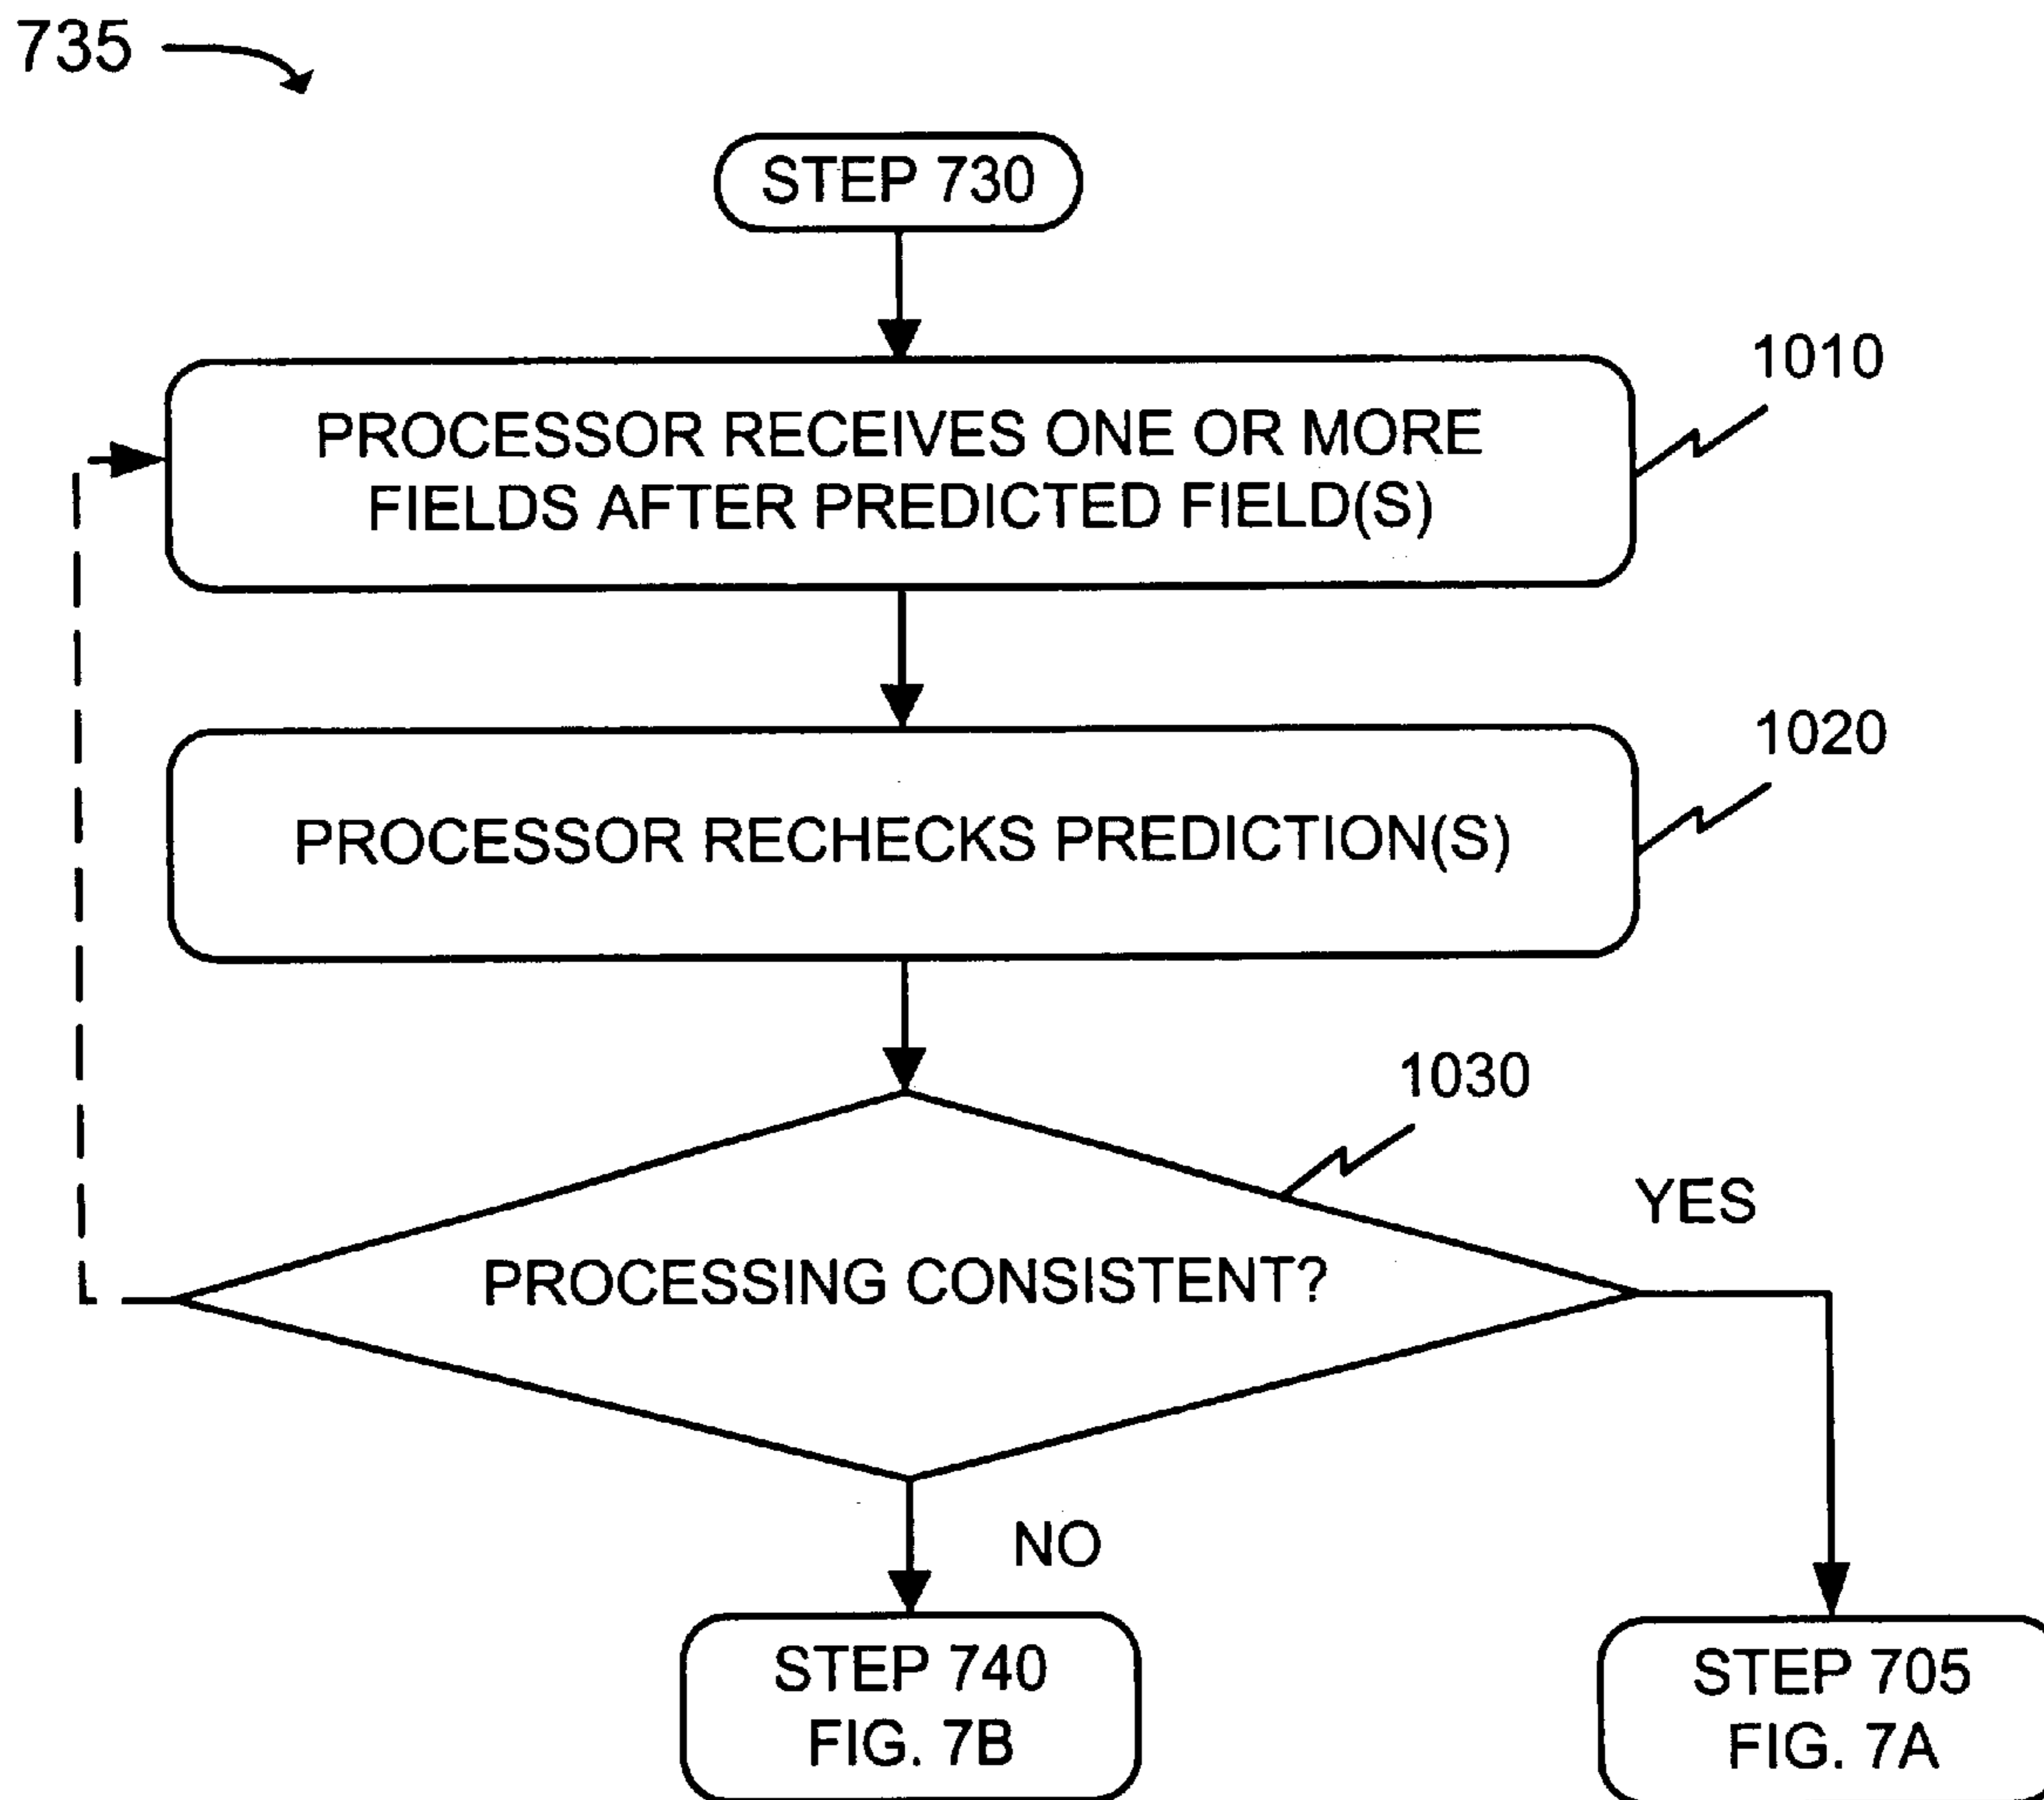 735
STEP 730
1010
PROCESSOR RECEIVES ONE OR MORE
FIELDS AFTER PREDICTED FIELD(S)
1020
PROCESSOR RECHECKS PREDICTION(S)
1030
YES
PROCESSING CONSISTENT?
NO
STEP 740
FIG. 7B
STEP 705
FIG. 7A